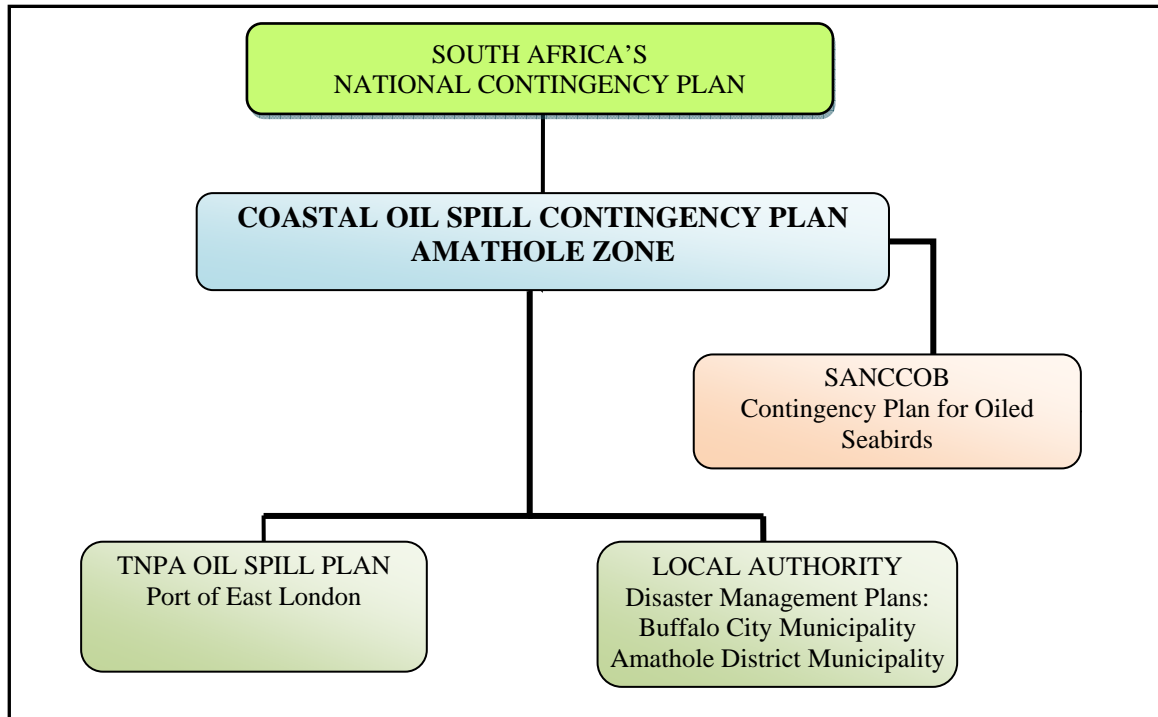 SOUTH AFRICA’S
NATIONAL CONTINGENCY PLAN
COASTAL OIL SPILL CONTINGENCY PLAN
AMATHOLE ZONE
SANCCOB
Contingency Plan for Oiled
Seabirds
TNPA OIL SPILL PLAN
Port of East London
LOCAL AUTHORITY
Disaster Management Plans:
Buffalo City Municipality
Amathole District Municipality